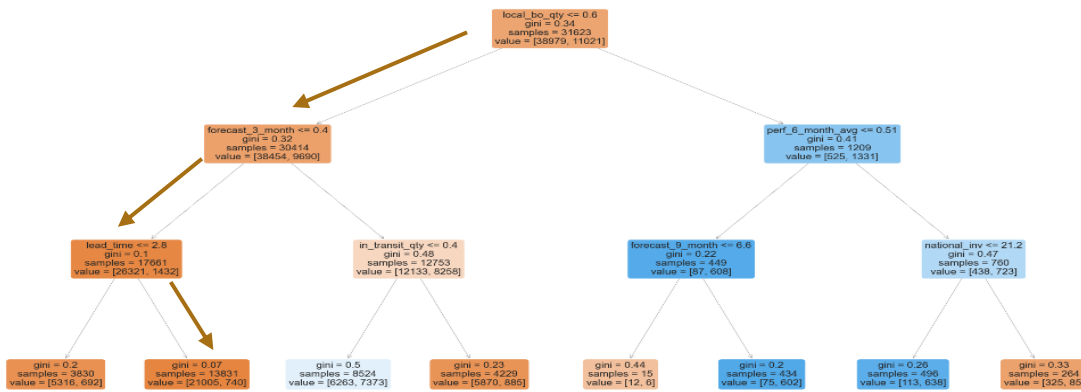 local_bo_qty <= 0.6
gini = 0.34
samples = 31623
value = [38979, 11021]
forecast_3_month <= 0.4
gini = 0.32
samples = 30414
value = [38454, 9690]
perf_6_month_avg <= 0.51
gini = 0.41
samples = 1209
value = [525, 1331]
lead_time <= 2.8
gini = 0.1
samples = 17661
value = [26321, 1432]
in_transit_qty <= 0.4
gini = 0.48
samples = 12753
value = [12133, 8258]
forecast_9_month <= 6.6
gini = 0.22
samples = 449
value = [87, 608]
national_inv <= 21.2
gini = 0.47
samples = 760
value = [438, 723]
gini = 0.2
samples = 3830
value = [5316, 692]
gini = 0.07
samples = 13831
value = [21005, 740]
gini = 0.5
samples = 8524
value = [6263, 7373]
gini = 0.23
samples = 4229
value = [5870, 885]
gini = 0.44
samples = 15
value = [12, 6]
gini = 0.2
samples = 434
value = [75, 602]
gini = 0.26
samples = 496
value = [113, 638]
gini = 0.33
samples = 264
value = [325, 85]